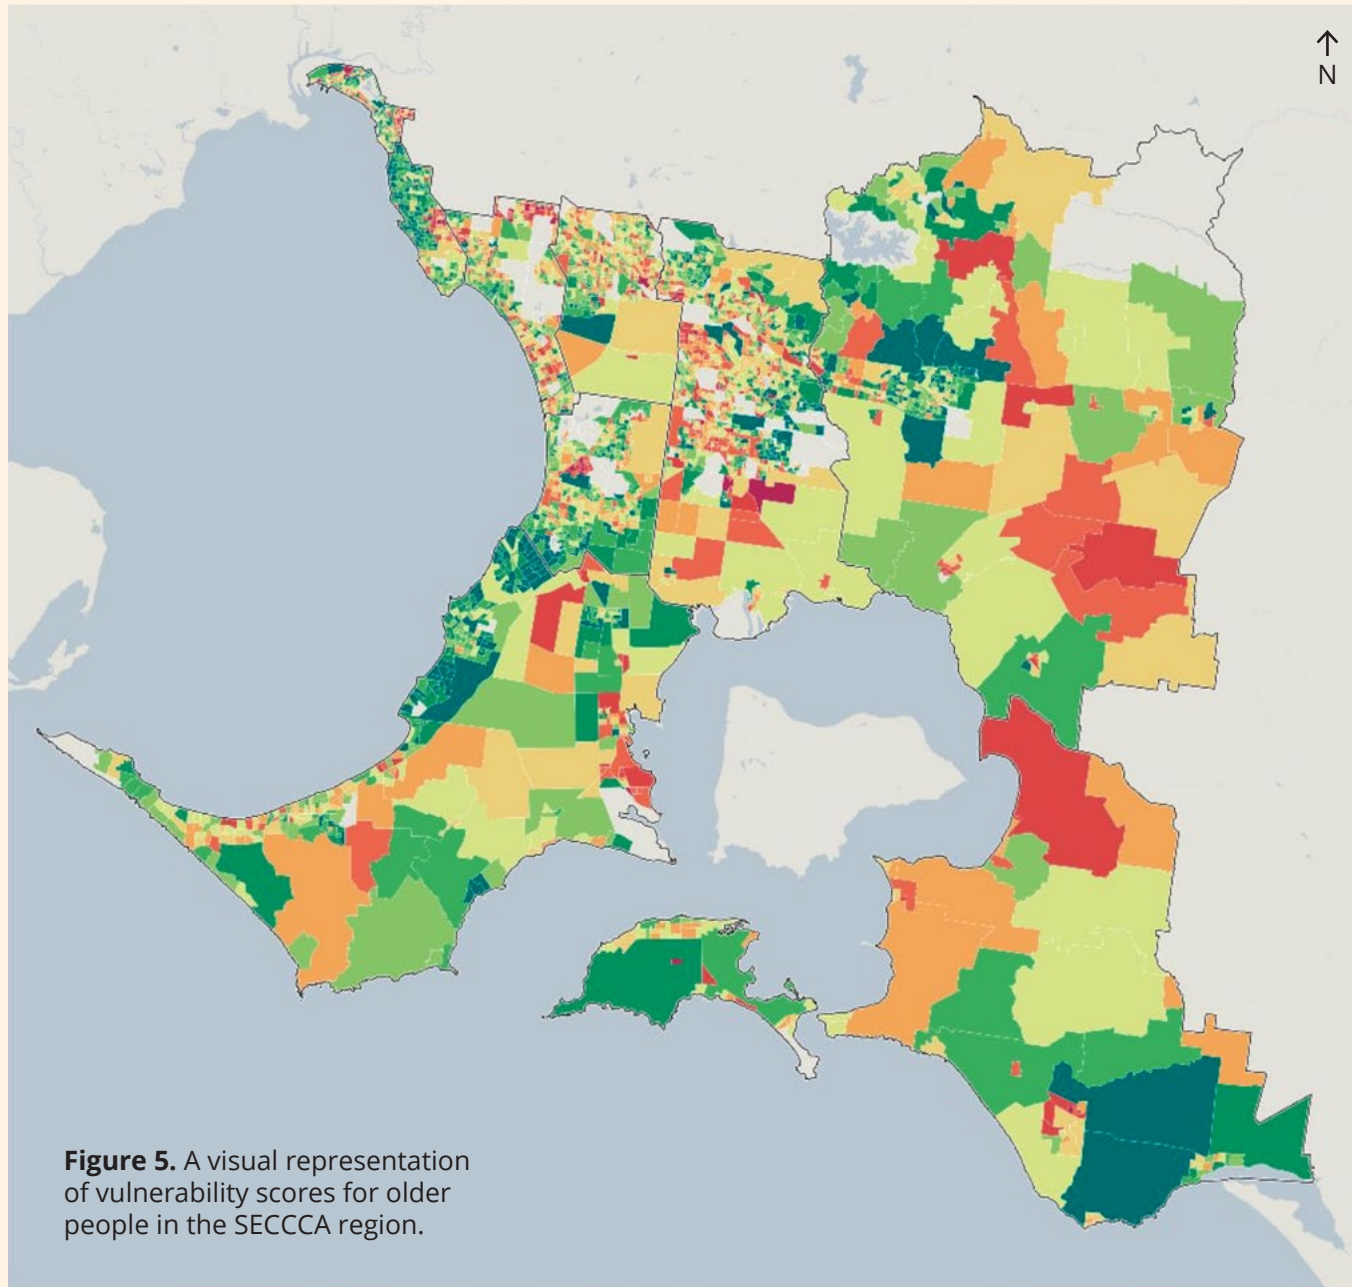 ↑
N
Figure 5. A visual representation
of vulnerability scores for older
people in the SECCCA region.